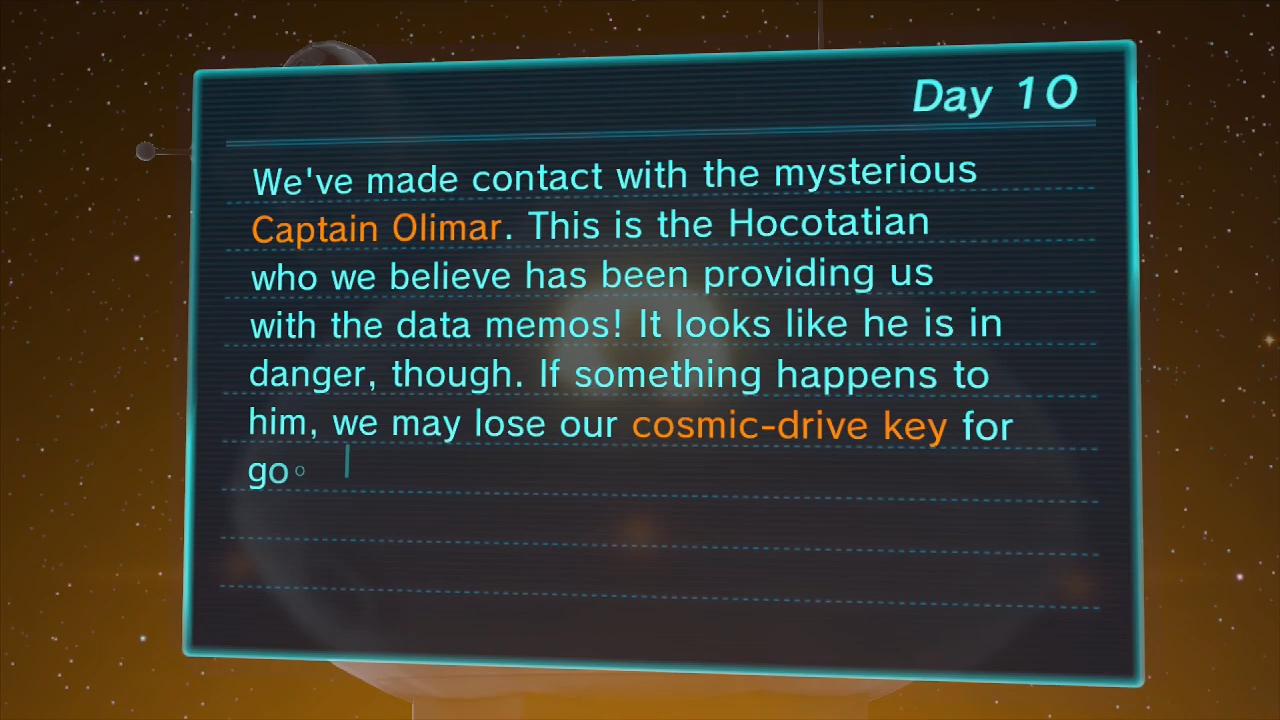 Day 10
We've made contact with the mysterious
Captain Olimar. This is the Hocotatian
who we believe has been providing us
with the data memos! It looks like he is in
danger, though. If something happens to
him, we may lose our cosmic-drive key for
go